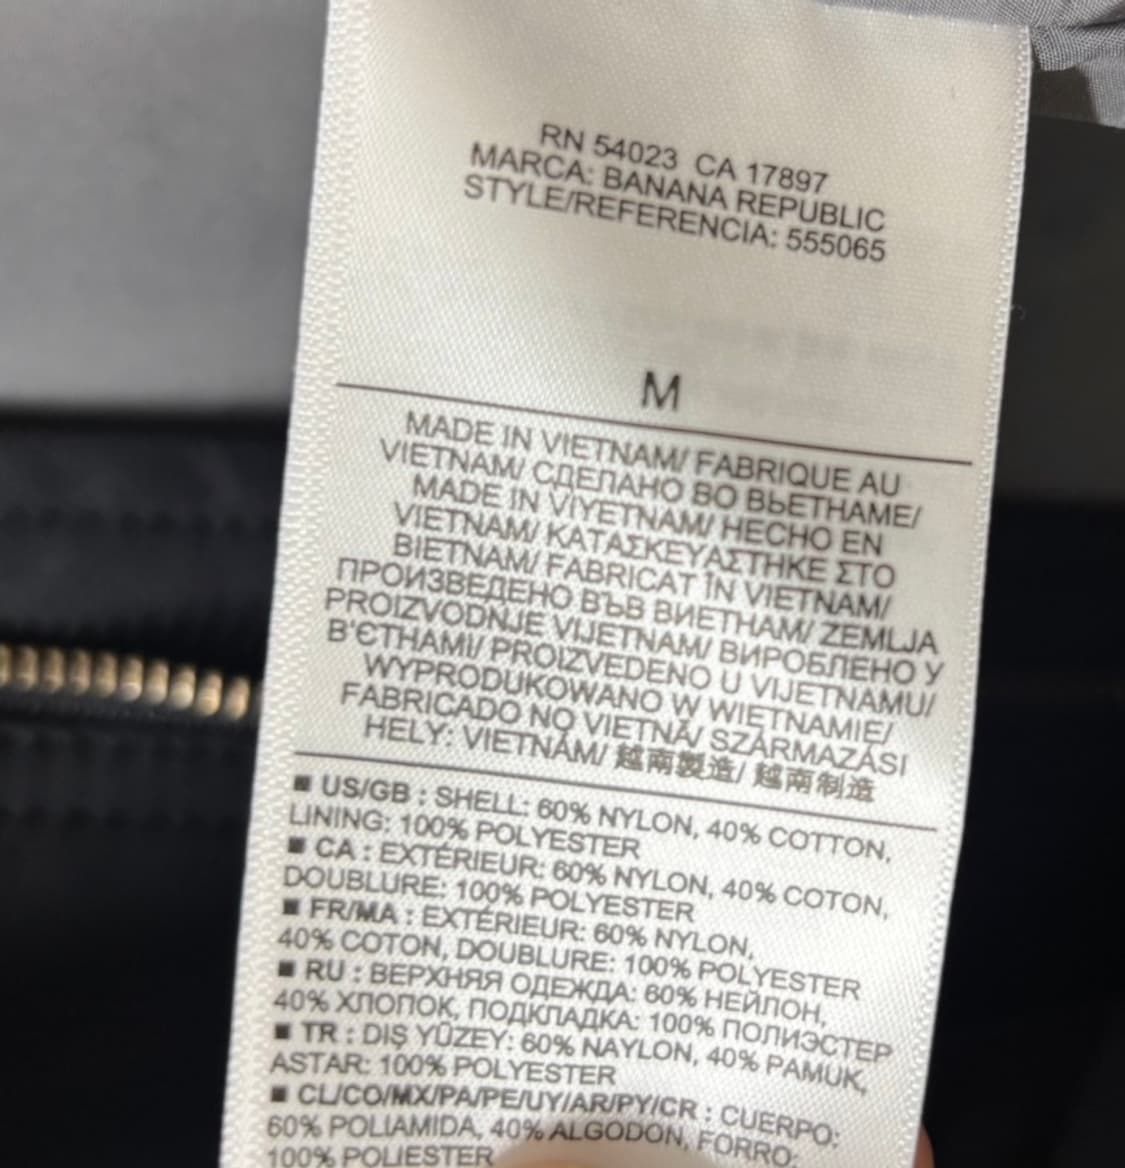 RN 54023 CA 17897
MARCA: BANANA REPUBLIC
STYLE/REFERENCIA: 555065
M
MADE IN VIETNAM/ FABRIQUE AU
VIETNAM/ СДЕЛАНО ВО ВЬЕТНАМЕ/
MADE IN VIYETNAM/ HECHO EN
VIETNAM/ ΚΑΤΑΣΚΕΥΑΣΤΗΚΕ ΣΤΟ
ΒΙΕΤΝΑΜ/ FABRICAT ÎN VIETNAM/
ПРОИЗВЕДЕНО ВЪВ ВИЕТНАМ/ ZEMLJA
PROIZVODNJE VIJETNAM/ ВИРОБЛЕНО У
В'ЄТНАМІ/ PROIZVEDENO U VIJETNAMU/
WYPRODUKOWANO W WIETNAMIE/
FABRICADO NO VIETNÃ/ SZÁRMAZÁSI
HELY: VIETNÁM/ 越南製造/ 越南制造
■ US/GB : SHELL: 60% NYLON, 40% COTTON,
LINING: 100% POLYESTER
■ CA : EXTÉRIEUR: 60% NYLON, 40% COTON,
DOUBLURE: 100% POLYESTER
■ FR/MA : EXTÉRIEUR: 60% NYLON,
40% COTON, DOUBLURE: 100% POLYESTER
■ RU : ВЕРХНЯЯ ОДЕЖДА: 60% НЕЙЛОН,
40% ХЛОПОК, ПОДКЛАДКА: 100% ПОЛИЭСТЕР
■ TR : DIŞ YÜZEY: 60% NAYLON, 40% PAMUK,
ASTAR: 100% POLYESTER
■ CL/CO/MX/PA/PE/UY/AR/PY/CR : CUERPO:
60% POLIAMIDA, 40% ALGODON, FORRO:
100% POLIESTER